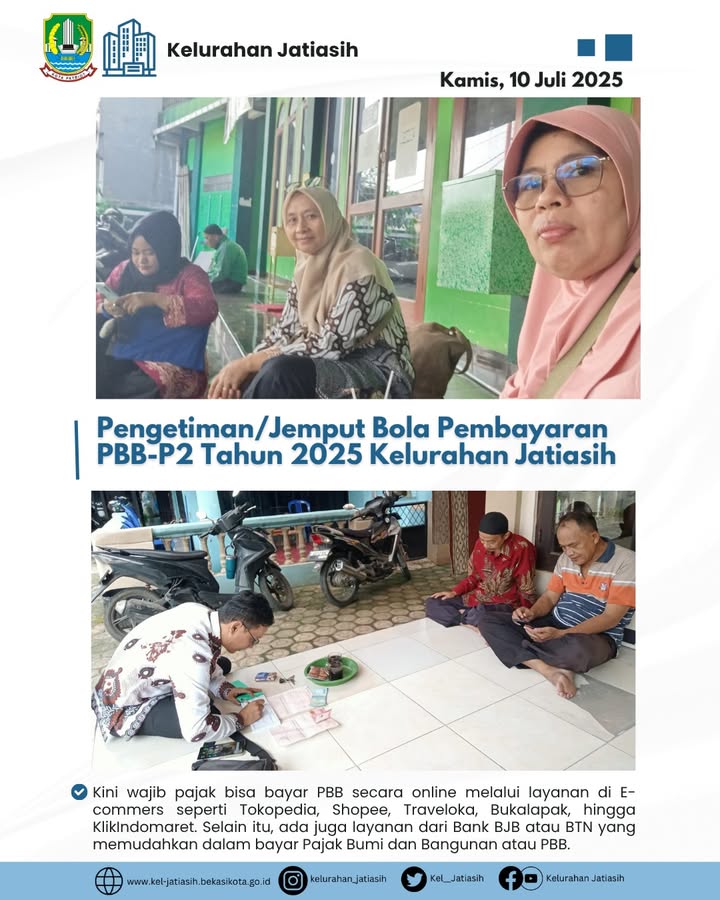 Kelurahan Jatiasih
Kamis, 10 Juli 2025
Pengetiman/Jemput Bola Pembayaran
PBB-P2 Tahun 2025 Kelurahan Jatiasih
Kini wajib pajak bisa bayar PBB secara online melalui layanan di E-
commers seperti Tokopedia, Shopee, Traveloka, Bukalapak, hingga
KlikIndomaret. Selain itu, ada juga layanan dari Bank BJB atau BTN yang
memudahkan dalam bayar Pajak Bumi dan Bangunan atau PBB.
www.kel-jatiasih.bekasikota.go.id
kelurahan_jatiasih
Kel__Jatiasih
Kelurahan Jatiasih